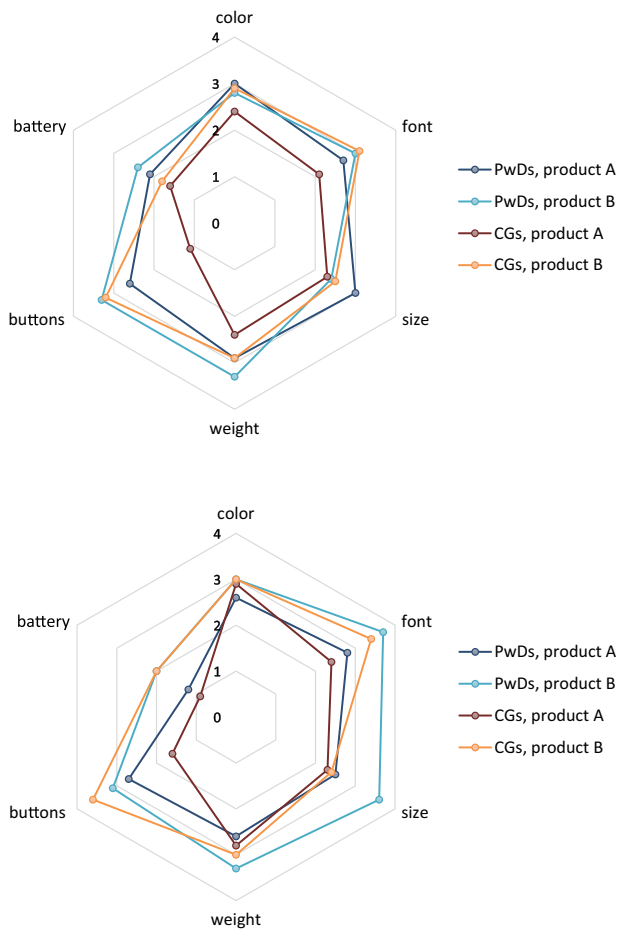 color
4
3
battery
font
2
1
PwDs, product A
0
PwDs, product B
CGs, product A
CGs, product B
buttons
size
weight
color
4
3
battery
font
2
1
PwDs, product A
PwDs, product B
0
CGs, product A
CGs, product B
buttons
size
weight